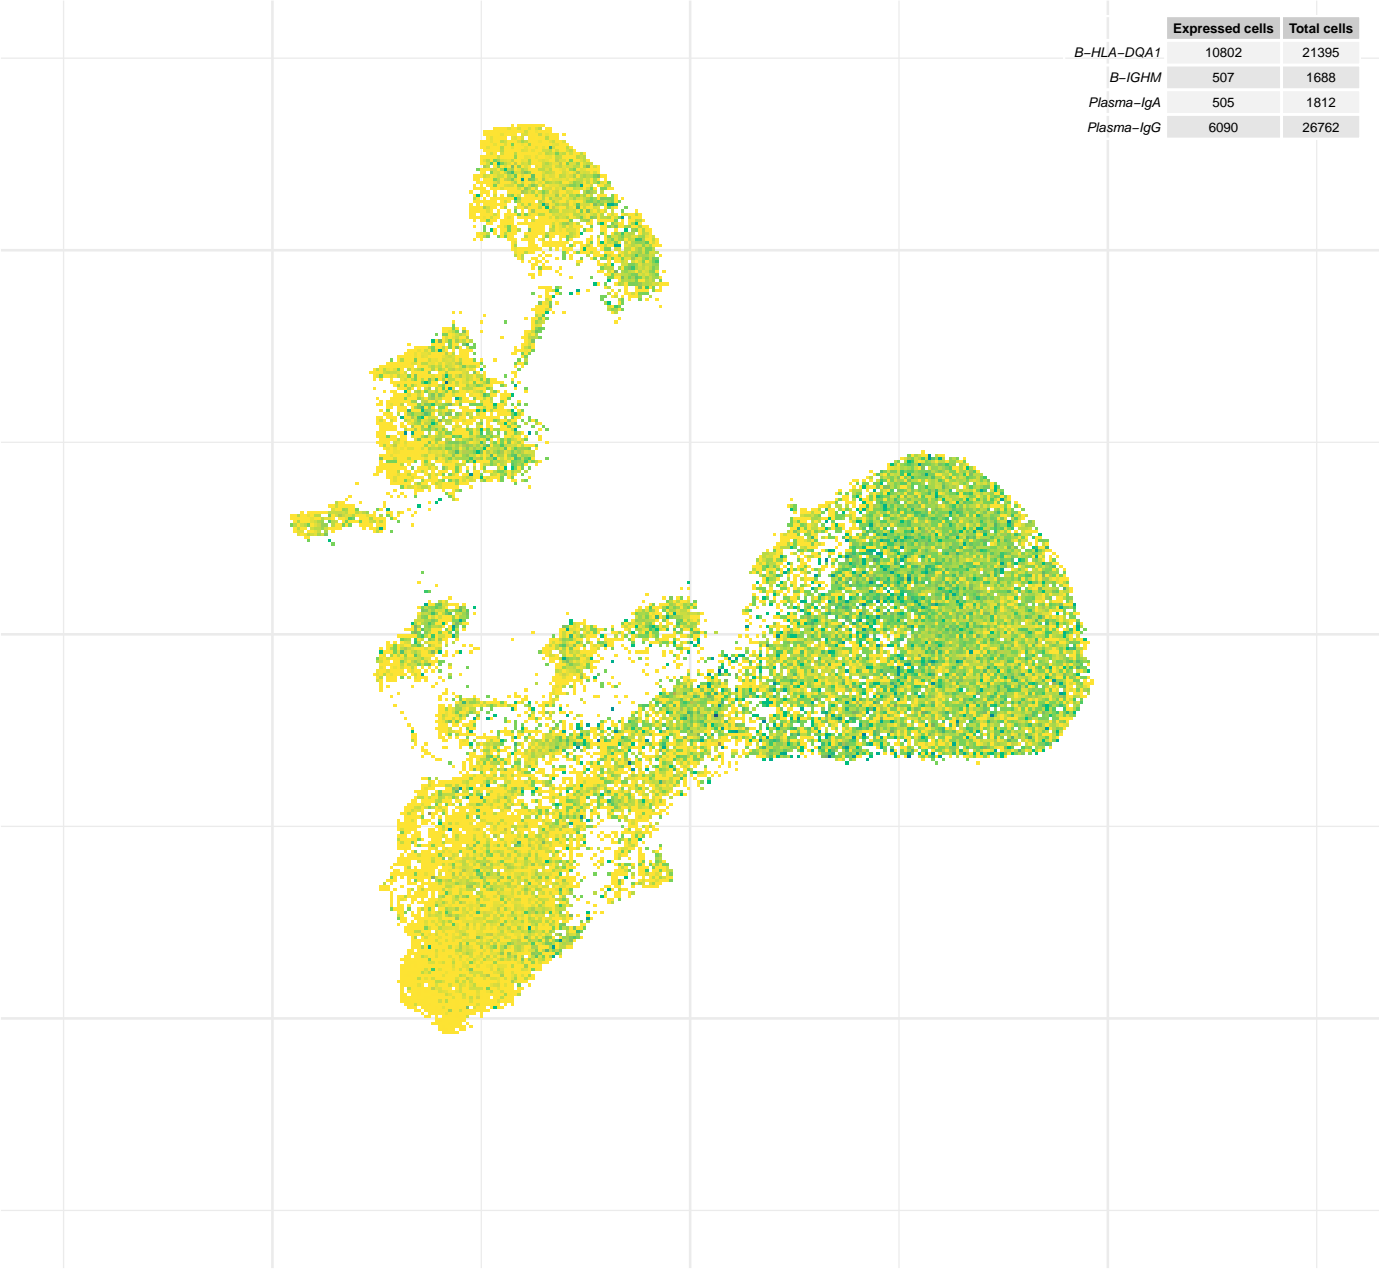 Expressed cells Total cells
B−HLA−DQA1 10802 21395
B−IGHM 507 1688
Plasma−IgA 505 1812
Plasma−IgG 6090 26762